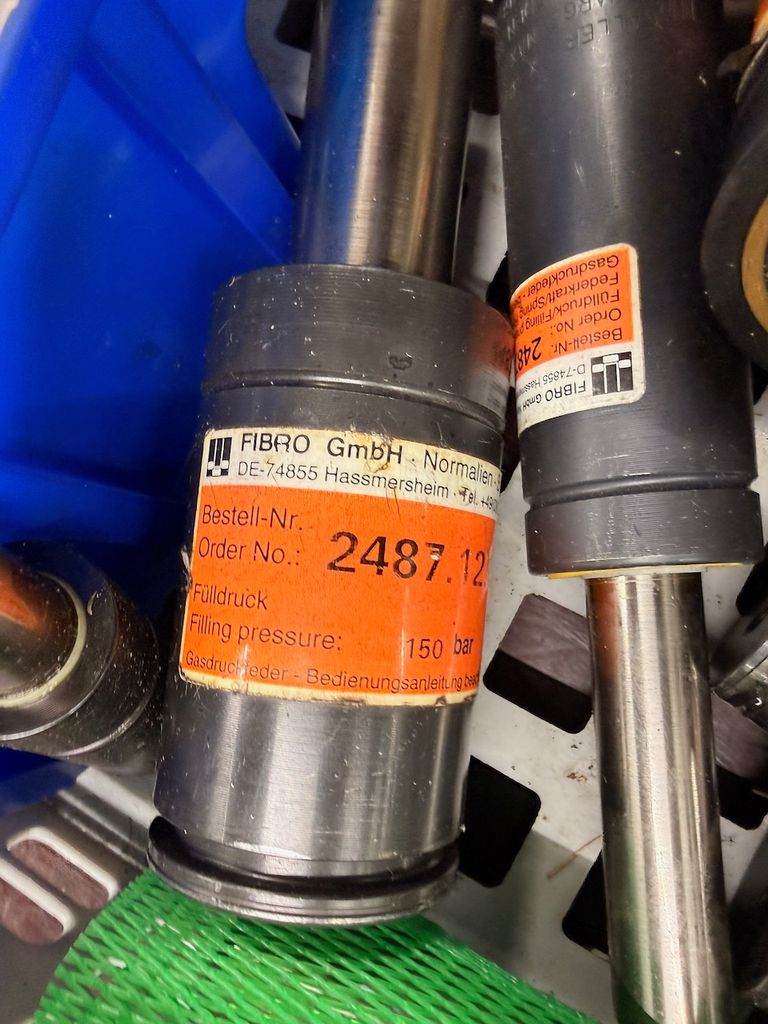 FIBRO GmbH · Normalien -
DE-74855 Hassmersheim · Tel.
Bestell-Nr.
Order No.: 2487.12
Fülldruck
Filling pressure: 150 bar
Gasdruckfeder - Bedienungsanleitung
FIBRO GmbH
D-74855
Bestell-Nr.
Order No.: 248
Fülldruck/Filling
Federkraft/Spring
Gasdruckfeder -